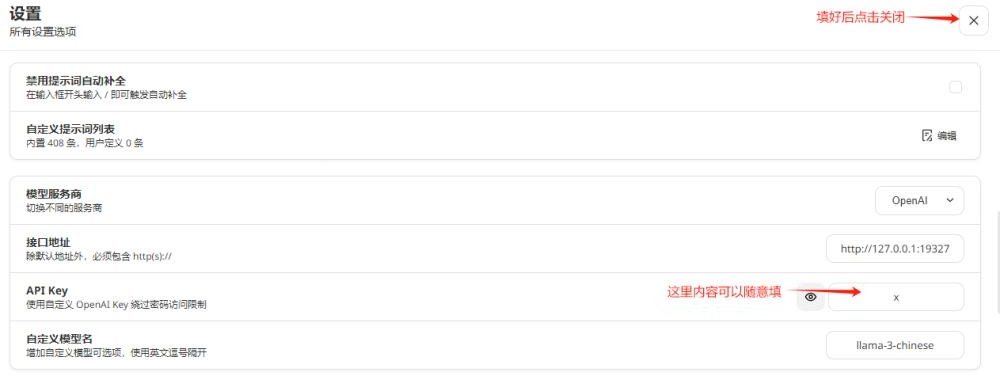 设置
所有设置选项
填好后点击关闭
禁用提示词自动补全
在输入框开头输入 / 即可触发自动补全
自定义提示词列表
内置 408 条，用户定义 0 条
编辑
模型服务商
切换不同的服务商
OpenAI
接口地址
除默认地址外，必须包含 http(s)://
http://127.0.0.1:19327
API Key
使用自定义 OpenAI Key 绕过密码访问限制
这里内容可以随意填
x
自定义模型名
增加自定义模型可选项，使用英文逗号隔开
llama-3-chinese